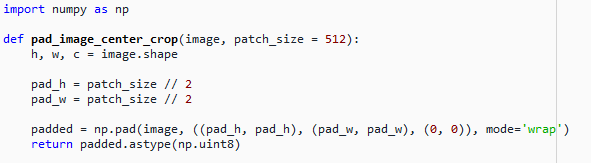 import numpy as np
def pad_image_center_crop(image, patch_size = 512):
    h, w, c = image.shape
    pad_h = patch_size // 2
    pad_w = patch_size // 2
    padded = np.pad(image, ((pad_h, pad_h), (pad_w, pad_w), (0, 0)), mode='wrap')
    return padded.astype(np.uint8)